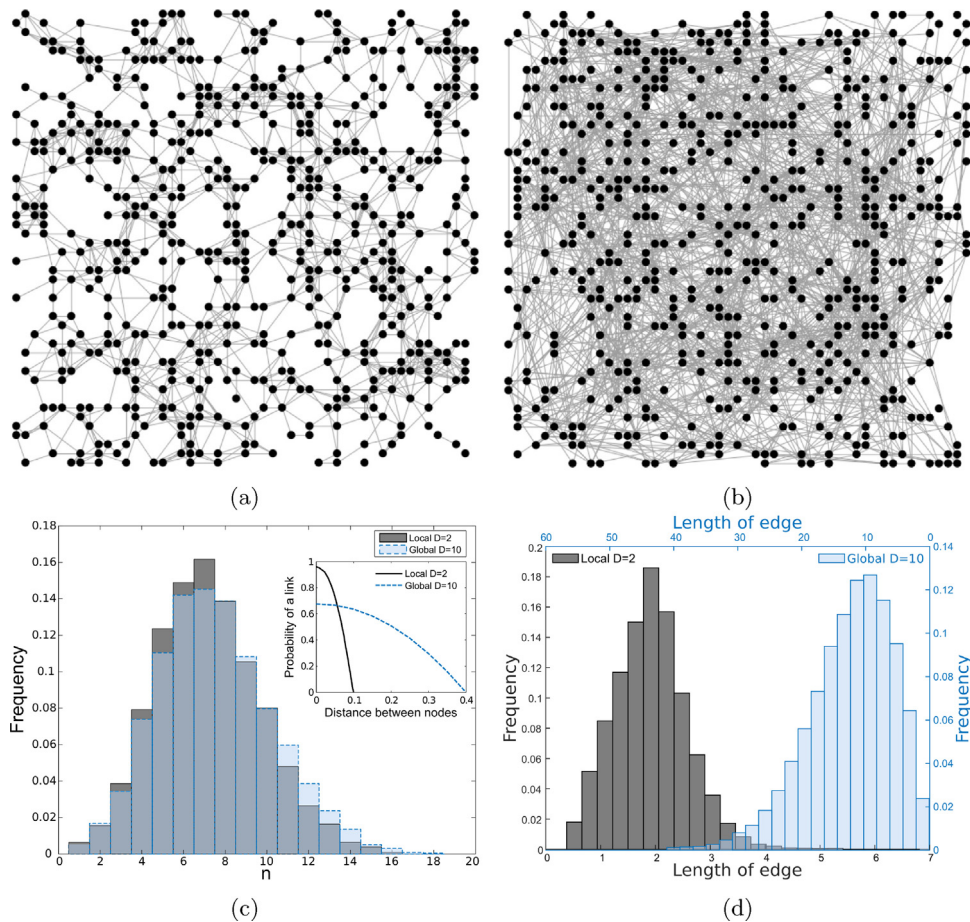 (a)
(b)
0.18
0.16
0.14
0.12
0.1
0.08
0.06
0.04
0.02
0
Frequency
0 2 4 6 8 10 12 14 16 18 20
n
Local D=2
Global D=10
1
0.8
0.6
0.4
0.2
0
Probability of a link
Local D=2
Global D=10
0 0.1 0.2 0.3 0.4
Distance between nodes
(c)
Length of edge
60 50 40 30 20 10 0
0.2
0.18
0.16
0.14
0.12
0.1
0.08
0.06
0.04
0.02
Frequency
Local D=2
Global D=10
0.14
0.12
0.1
0.08
0.06
0.04
0.02
0
Frequency
0 1 2 3 4 5 6 7
Length of edge
(d)